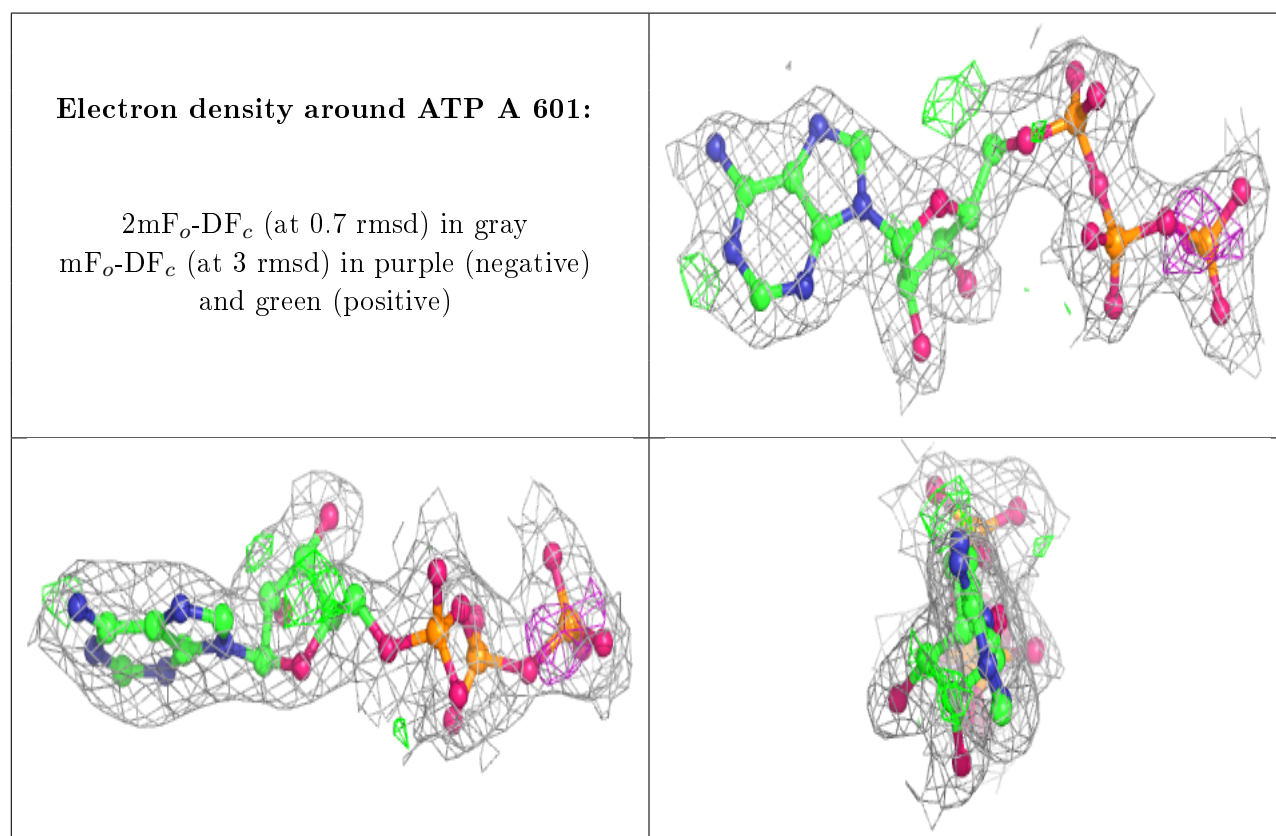 Electron density around ATP A 601:
2mFo-DFc (at 0.7 rmsd) in gray
mFo-DFc (at 3 rmsd) in purple (negative)
and green (positive)